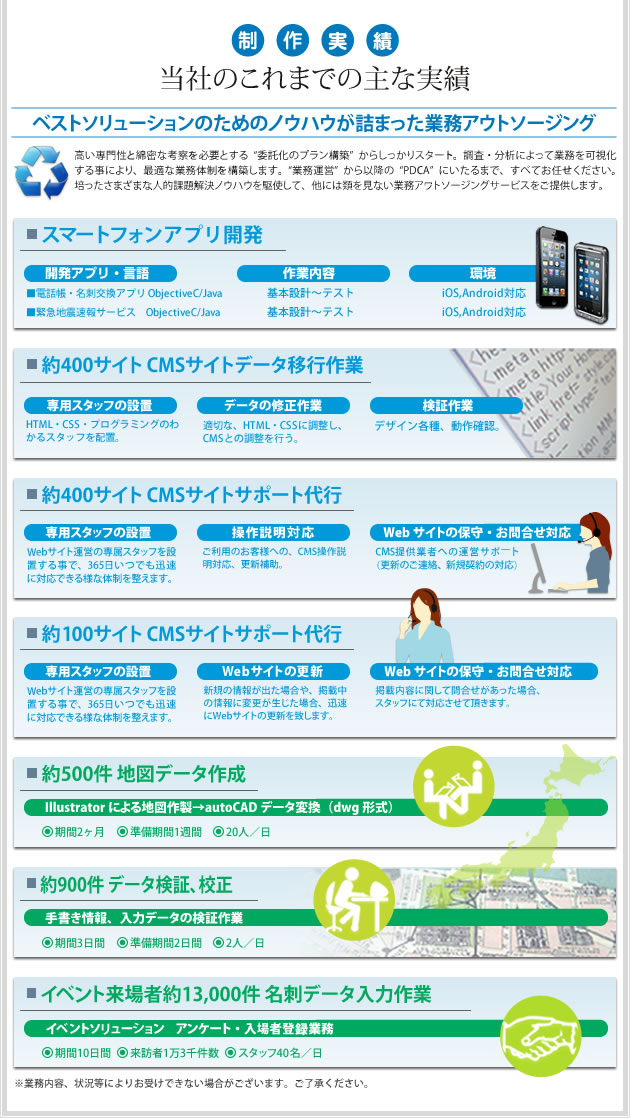 制作実績
当社のこれまでの主な実績
ベストソリューションのためのノウハウが詰まった業務アウトソージング
高い専門性と綿密な考察を必要とする "委託化のプラン構築" からしっかりスタート。調査・分析によって業務を可視化
する事により、最適な業務体制を構築します。"業務運営" から以降の "PDCA" にいたるまで、すべてお任せください。
培ったさまざまな人的課題解決ノウハウを駆使して、他には類を見ない業務アウトソージングサービスをご提供します。
■スマートフォンアプリ開発
開発アプリ・言語 作業内容 環境
■電話帳・名刺交換アプリ ObjectiveC/Java 基本設計～テスト iOS,Android対応
■緊急地震速報サービス ObjectiveC/Java 基本設計～テスト iOS,Android対応
■約400サイト CMSサイトデータ移行作業
<hea
<meta h
<meta htm
<title>Your Ho
<link href="
<script type=
専用スタッフの設置
HTML・CSS・プログラミングのわ
かるスタッフを配置。
データの修正作業
適切な、HTML・CSSに調整し、
CMSとの調整を行う。
検証作業
デザイン各種、動作確認。
■約400サイト CMSサイトサポート代行
専用スタッフの設置
Webサイト運営の専属スタッフを設
置する事で、365日いつでも迅速
に対応できる様な体制を整えます。
操作説明対応
ご利用のお客様への、CMS操作説
明対応、更新補助。
Web サイトの保守・お問合せ対応
CMS提供業者への運営サポート
（更新のご連絡、新規契約の対応）
■約100サイト CMSサイトサポート代行
専用スタッフの設置
Webサイト運営の専属スタッフを設
置する事で、365日いつでも迅速
に対応できる様な体制を整えます。
Webサイトの更新
新規の情報が出た場合や、掲載中
の情報に変更が生じた場合、迅速
にWebサイトの更新を致します。
Web サイトの保守・お問合せ対応
掲載内容に関して問合せがあった場合、
スタッフにて対応させて頂きます。
■約500件 地図データ作成
Illustrator による地図作製→autoCAD データ変換（dwg 形式）
◉期間2ヶ月 ◉準備期間1週間 ◉20人／日
■約900件 データ検証、校正
手書き情報、入力データの検証作業
◉期間3日間 ◉準備期間2日間 ◉2人／日
■イベント来場者約13,000件 名刺データ入力作業
イベントソリューション アンケート・入場者登録業務
◉期間10日間 ◉来訪者1万3千件数 ◉スタッフ40名／日
※業務内容、状況等によりお受けできない場合がございます。ご了承ください。